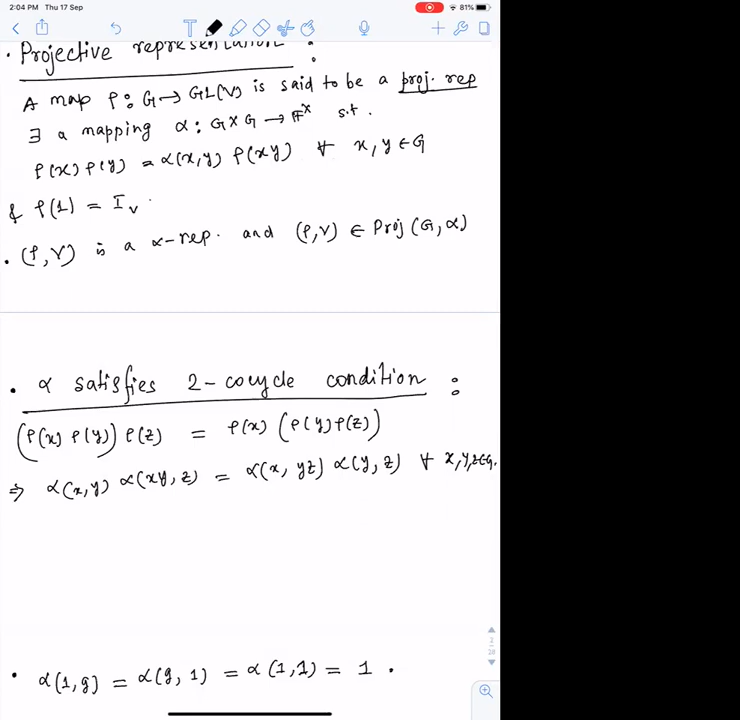 2:04 PM Thu 17 Sep
81%
• Projective representation :
A map ρ: G → GL(V) is said to be a proj. rep
∃ a mapping α: G×G → F^× s.t.
ρ(x) ρ(y) = α(x,y) ρ(xy) ∀ x, y ∈ G
& ρ(1) = I_V.
• (ρ,V) is a α-rep. and (ρ,V) ∈ Proj (G, α)
• α satisfies 2-cocycle condition :
(ρ(x) ρ(y)) ρ(z) = ρ(x) (ρ(y) ρ(z))
⇒ α(x,y) α(xy, z) = α(x, yz) α(y, z) ∀ x,y,z∈G.
• α(1,g) = α(g, 1) = α(1,1) = 1 .